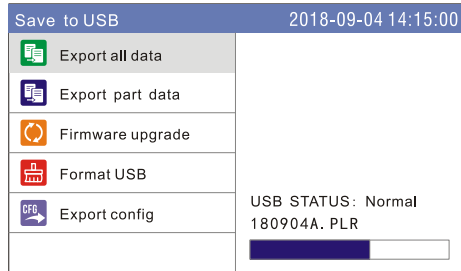 Save to USB 2018-09-04 14:15:00
Export all data
Export part data
Firmware upgrade
Format USB
CFG Export config
USB STATUS: Normal
180904A.PLR